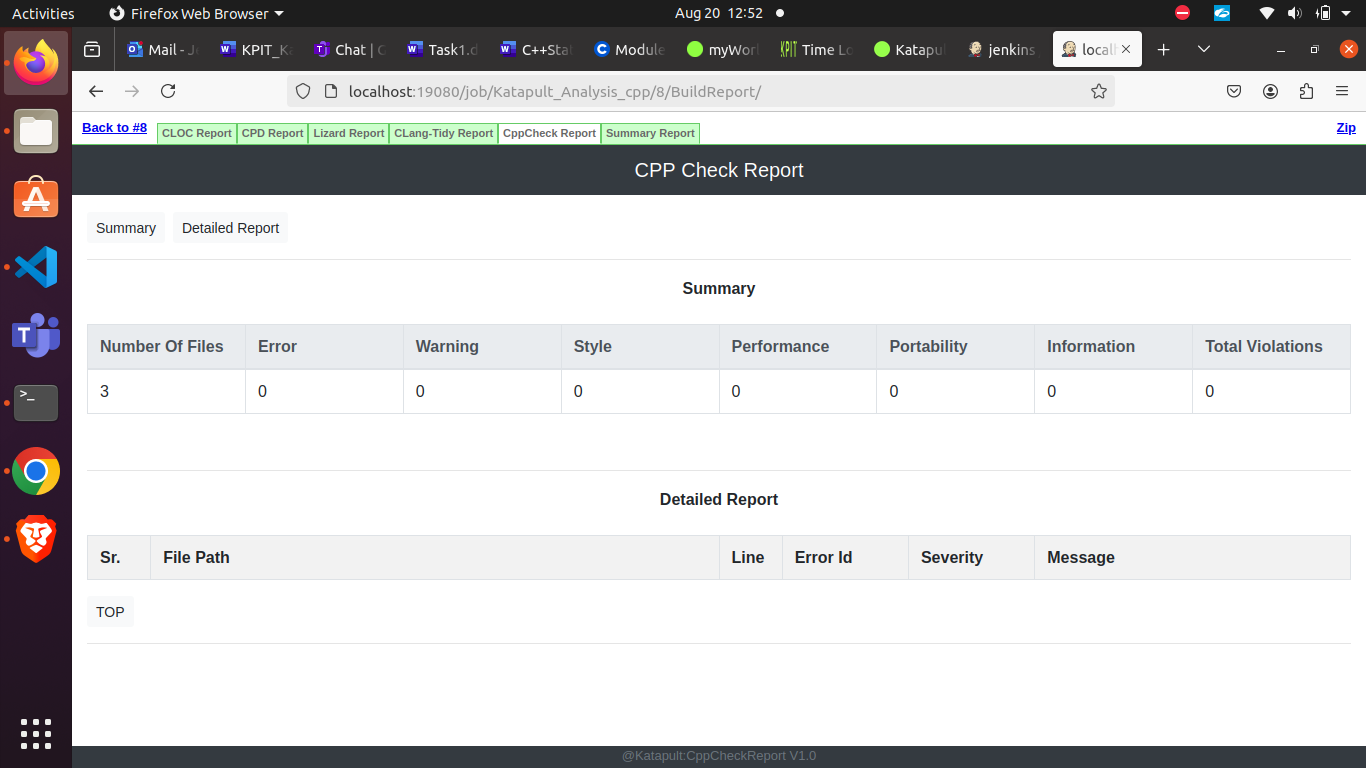 Activities Firefox Web Browser Aug 20 12:52
Mail - J KPIT_Ka Chat | C Task1.d C++Stat Module myWorl KPIT Time Lo Katapul jenkins localh
localhost:19080/job/Katapult_Analysis_cpp/8/BuildReport/
Back to #8 CLOC Report CPD Report Lizard Report CLang-Tidy Report CppCheck Report Summary Report Zip
CPP Check Report
Summary Detailed Report
Summary
Number Of Files Error Warning Style Performance Portability Information Total Violations
3 0 0 0 0 0 0 0
Detailed Report
Sr. File Path Line Error Id Severity Message
TOP
@Katapult:CppCheckReport V1.0